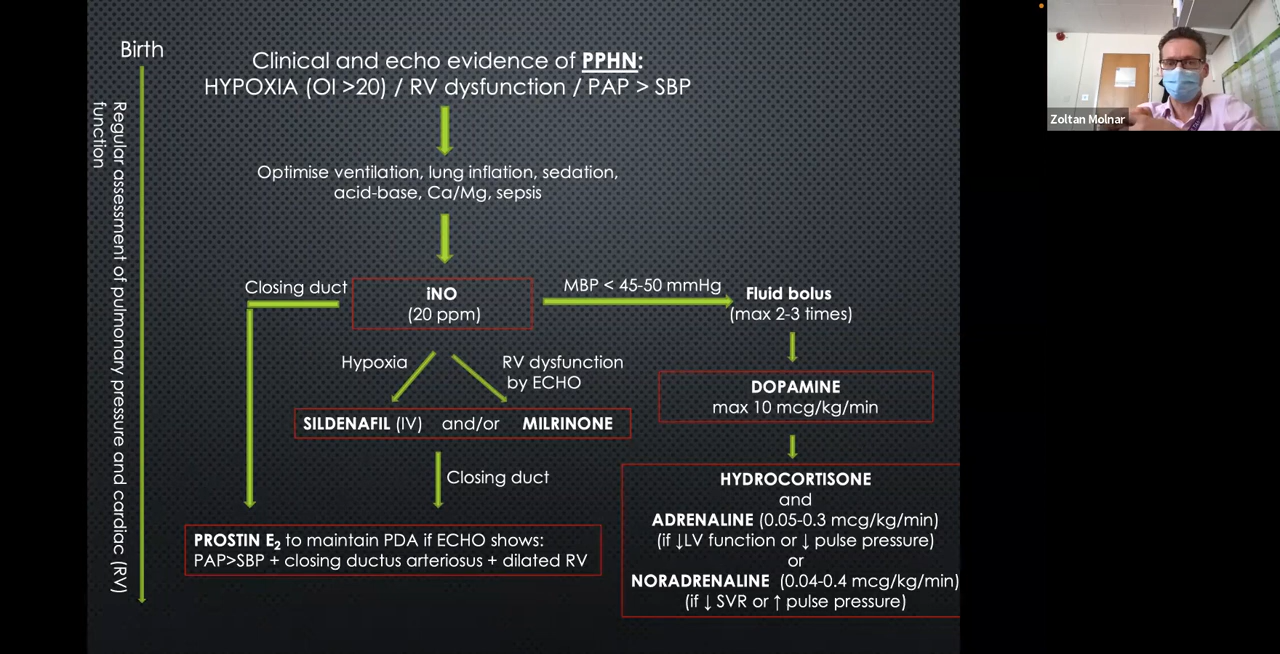 Birth
Regular assessment of pulmonary pressure and cardiac (RV)
function
Clinical and echo evidence of PPHN:
HYPOXIA (OI >20) / RV dysfunction / PAP > SBP
Optimise ventilation, lung inflation, sedation,
acid-base, Ca/Mg, sepsis
Closing duct
iNO
(20 ppm)
MBP < 45-50 mmHg
Fluid bolus
(max 2-3 times)
Hypoxia
RV dysfunction
by ECHO
SILDENAFIL (IV) and/or MILRINONE
DOPAMINE
max 10 mcg/kg/min
Closing duct
PROSTIN E₂ to maintain PDA if ECHO shows:
PAP>SBP + closing ductus arteriosus + dilated RV
HYDROCORTISONE
and
ADRENALINE (0.05-0.3 mcg/kg/min)
(if ↓LV function or ↓ pulse pressure)
or
NORADRENALINE (0.04-0.4 mcg/kg/min)
(if ↓ SVR or ↑ pulse pressure)
Zoltan Molnar